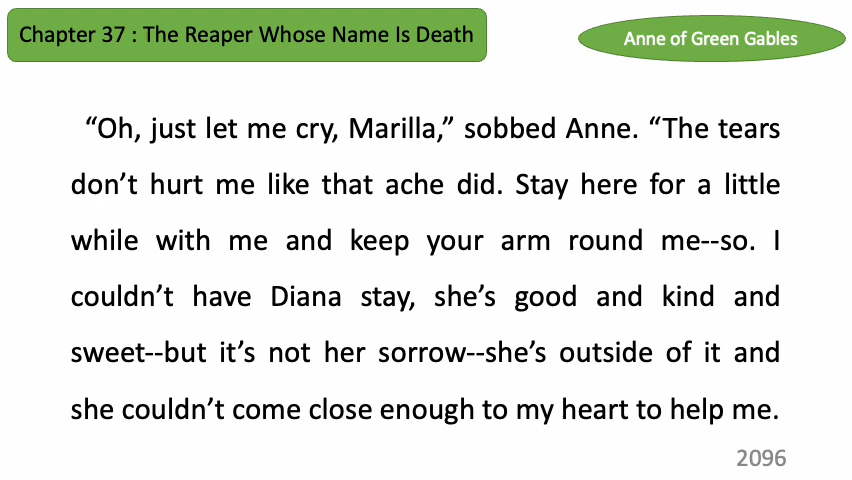 Chapter 37 : The Reaper Whose Name Is Death
Anne of Green Gables
“Oh, just let me cry, Marilla,” sobbed Anne. “The tears
don’t hurt me like that ache did. Stay here for a little
while with me and keep your arm round me--so. I
couldn’t have Diana stay, she’s good and kind and
sweet--but it’s not her sorrow--she’s outside of it and
she couldn’t come close enough to my heart to help me.
2096